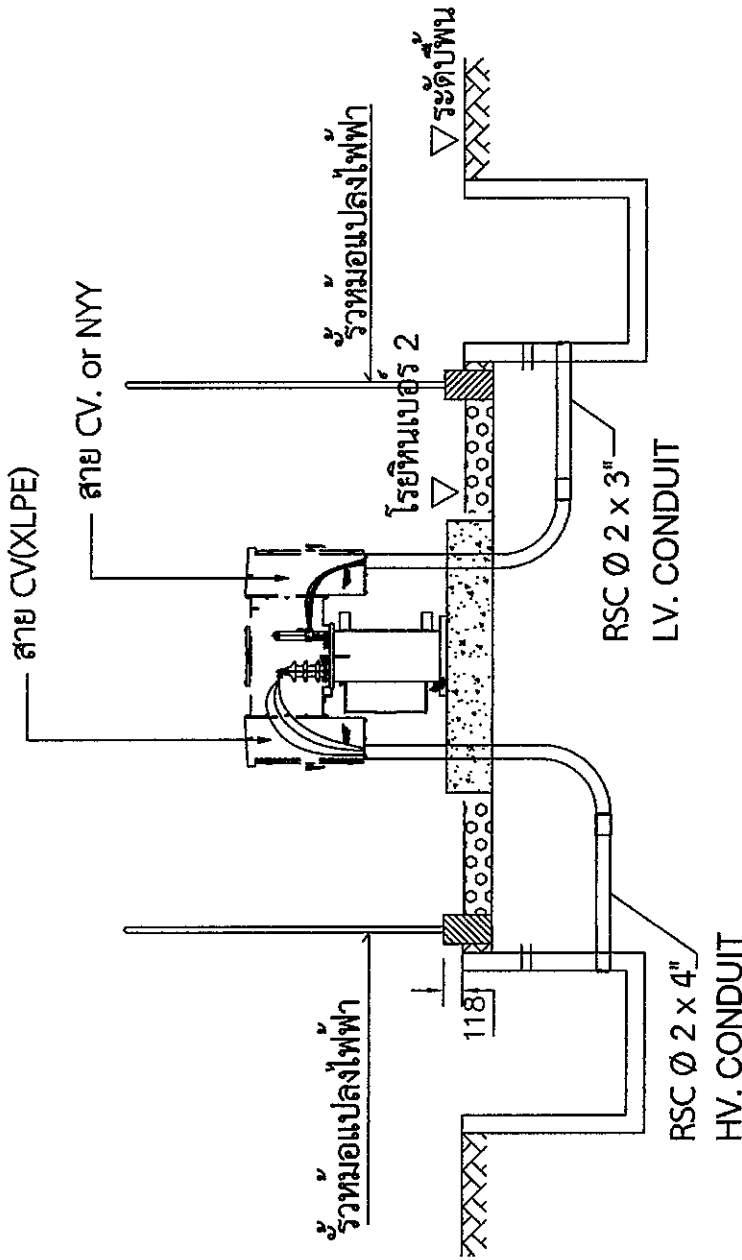 สาย CV(XLPE)
สาย CV. or NYY
รั้วหม้อแปลงไฟฟ้า
รั้วหม้อแปลงไฟฟ้า
โรยหินเบอร์ 2
ระดับพื้น
118
RSC Ø 2 x 4"
HV. CONDUIT
RSC Ø 2 x 3"
LV. CONDUIT